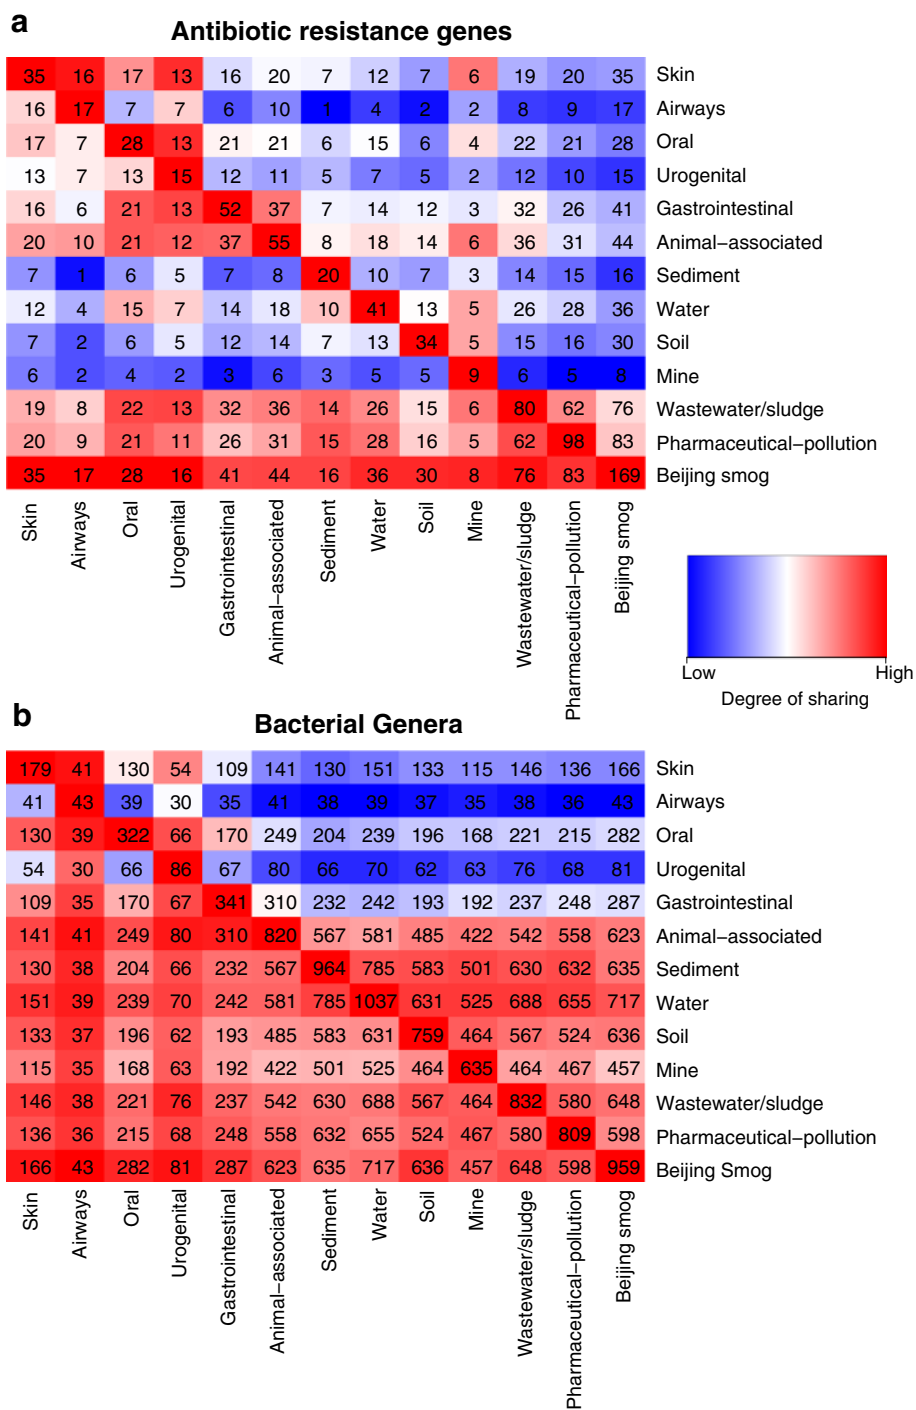 a
Antibiotic resistance genes
35 16 17 13 16 20 7 12 7 6 19 20 35 Skin
16 17 7 7 6 10 1 4 2 2 8 9 17 Airways
17 7 28 13 21 21 6 15 6 4 22 21 28 Oral
13 7 13 15 12 11 5 7 5 2 12 10 15 Urogenital
16 6 21 13 52 37 7 14 12 3 32 26 41 Gastrointestinal
20 10 21 12 37 55 8 18 14 6 36 31 44 Animal−associated
7 1 6 5 7 8 20 10 7 3 14 15 16 Sediment
12 4 15 7 14 18 10 41 13 5 26 28 36 Water
7 2 6 5 12 14 7 13 34 5 15 16 30 Soil
6 2 4 2 3 6 3 5 5 9 6 5 8 Mine
19 8 22 13 32 36 14 26 15 6 80 62 76 Wastewater/sludge
20 9 21 11 26 31 15 28 16 5 62 98 83 Pharmaceutical−pollution
35 17 28 16 41 44 16 36 30 8 76 83 169 Beijing smog
Skin
Airways
Oral
Urogenital
Gastrointestinal
Animal−associated
Sediment
Water
Soil
Mine
Wastewater/sludge
Pharmaceutical−pollution
Beijing smog
Low High
Degree of sharing
b
Bacterial Genera
179 41 130 54 109 141 130 151 133 115 146 136 166 Skin
41 43 39 30 35 41 38 39 37 35 38 36 43 Airways
130 39 322 66 170 249 204 239 196 168 221 215 282 Oral
54 30 66 86 67 80 66 70 62 63 76 68 81 Urogenital
109 35 170 67 341 310 232 242 193 192 237 248 287 Gastrointestinal
141 41 249 80 310 820 567 581 485 422 542 558 623 Animal−associated
130 38 204 66 232 567 964 785 583 501 630 632 635 Sediment
151 39 239 70 242 581 785 1037 631 525 688 655 717 Water
133 37 196 62 193 485 583 631 759 464 567 524 636 Soil
115 35 168 63 192 422 501 525 464 635 464 467 457 Mine
146 38 221 76 237 542 630 688 567 464 832 580 648 Wastewater/sludge
136 36 215 68 248 558 632 655 524 467 580 809 598 Pharmaceutical−pollution
166 43 282 81 287 623 635 717 636 457 648 598 959 Beijing Smog
Skin
Airways
Oral
Urogenital
Gastrointestinal
Animal−associated
Sediment
Water
Soil
Mine
Wastewater/sludge
Pharmaceutical−pollution
Beijing smog